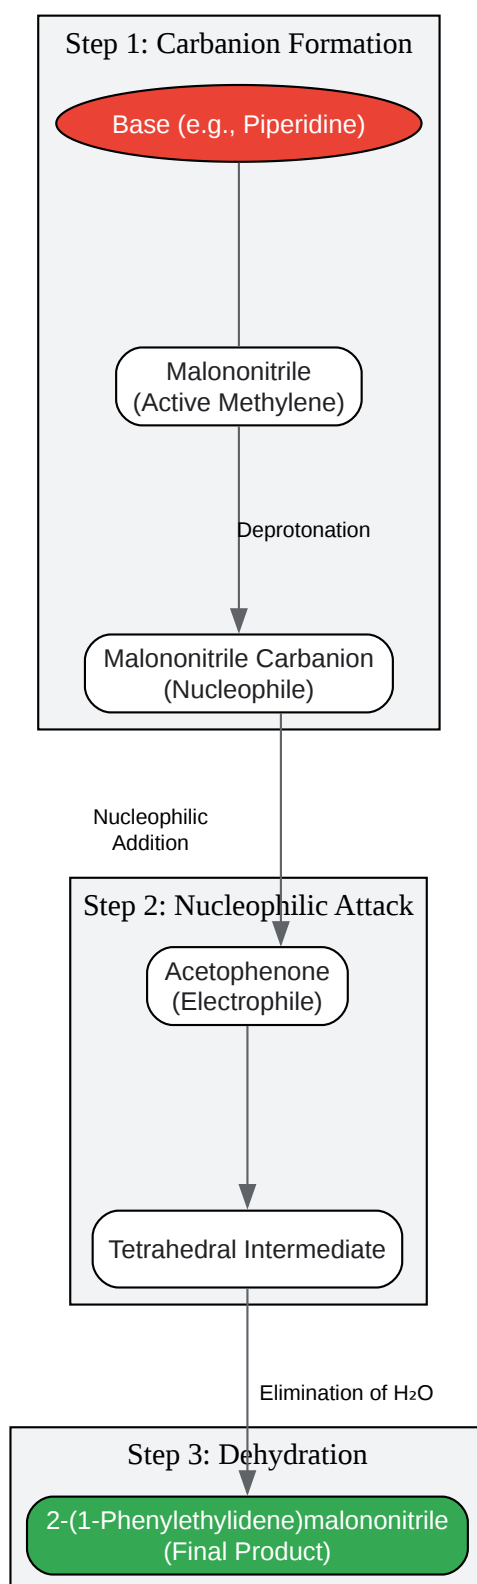 Step 1: Carbanion Formation
Base (e.g., Piperidine)
Malononitrile
(Active Methylene)
Deprotonation
Malononitrile Carbanion
(Nucleophile)
Nucleophilic
Addition
Step 2: Nucleophilic Attack
Acetophenone
(Electrophile)
Tetrahedral Intermediate
Elimination of H₂O
Step 3: Dehydration
2-(1-Phenylethylidene)malononitrile
(Final Product)